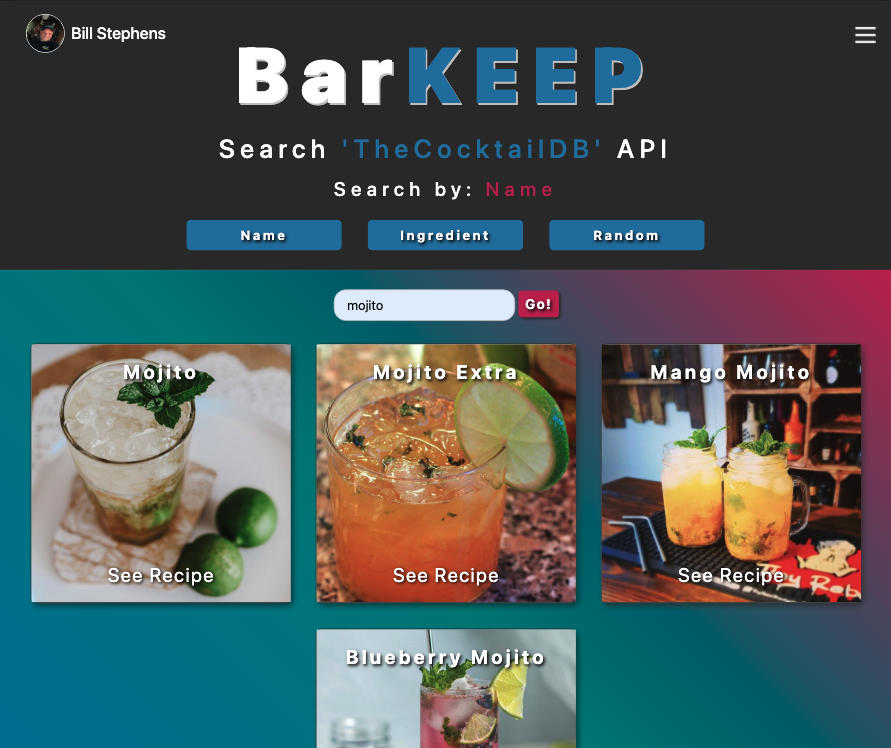 Bill Stephens
BarKEEP
Search 'TheCocktailDB' API
Search by: Name
Name Ingredient Random
mojito Go!
Mojito Mojito Extra Mango Mojito
See Recipe See Recipe See Recipe
Blueberry Mojito